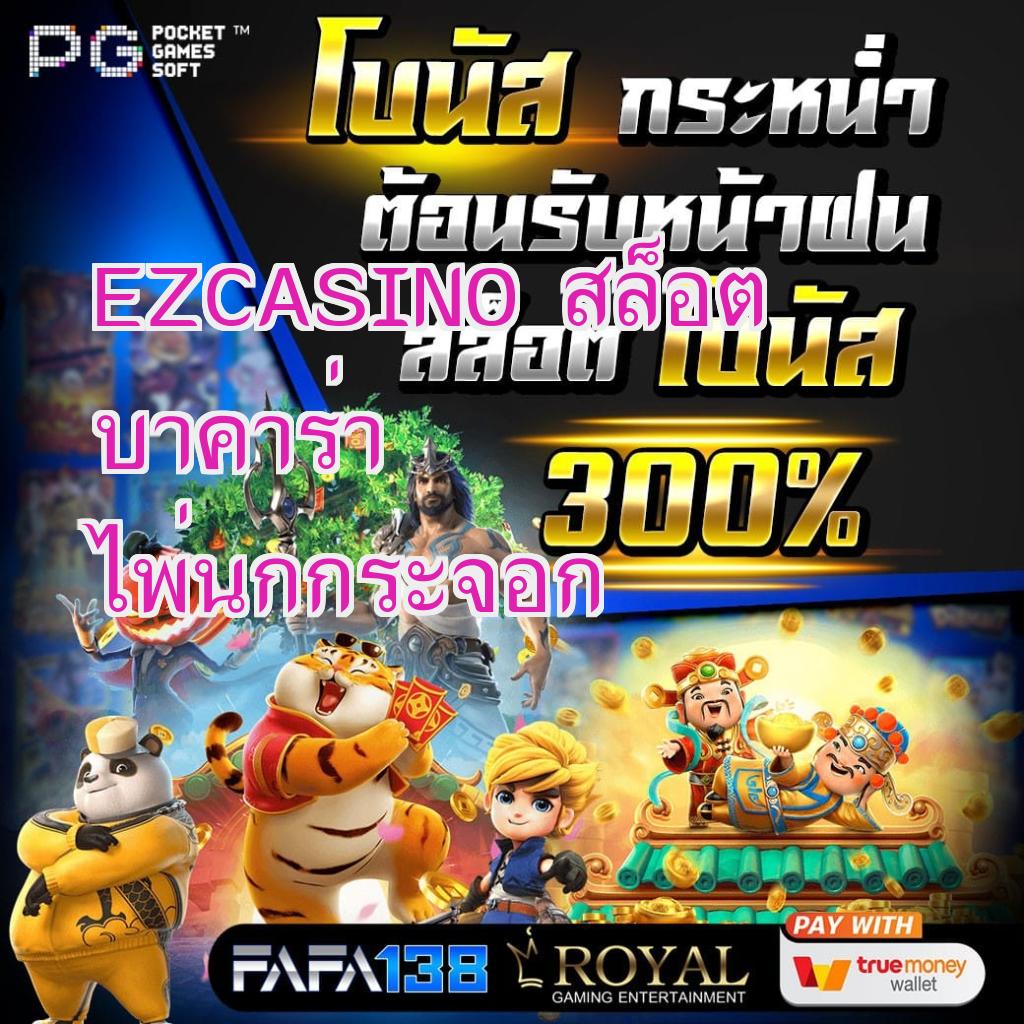 PG POCKET GAMES SOFT™
โบนัส กระหน่ำ
ต้อนรับหน้าฝน
EZCASINO สล็อต
สล็อต โบนัส
บาคาร่า
300%
ไพ่นกกระจอก
FAFA138
ROYAL
GAMING ENTERTAINMENT
PAY WITH
truemoney
wallet